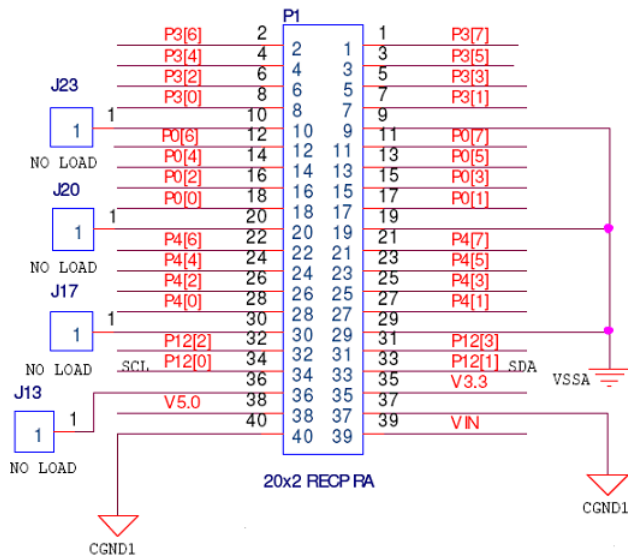 P1
P3[6] 2 2 1 1 P3[7]
P3[4] 4 4 3 3 P3[5]
P3[2] 6 6 5 5 P3[3]
P3[0] 8 8 7 7 P3[1]
J23 1 1 10 10 9 9
NO LOAD
P0[6] 12 12 11 11 P0[7]
P0[4] 14 14 13 13 P0[5]
P0[2] 16 16 15 15 P0[3]
P0[0] 18 18 17 17 P0[1]
J20 1 1 20 20 19 19
NO LOAD
P4[6] 22 22 21 21 P4[7]
P4[4] 24 24 23 23 P4[5]
P4[2] 26 26 25 25 P4[3]
P4[0] 28 28 27 27 P4[1]
J17 1 1 30 30 29 29
NO LOAD
P12[2] 32 32 31 31 P12[3]
SCL P12[0] 34 34 33 33 P12[1] SDA
VSSA
J13 1 1 36 36 35 35 V3.3
NO LOAD
V5.0 38 38 37 37
40 40 39 39 VIN
20x2 RECP RA
CGND1
CGND1